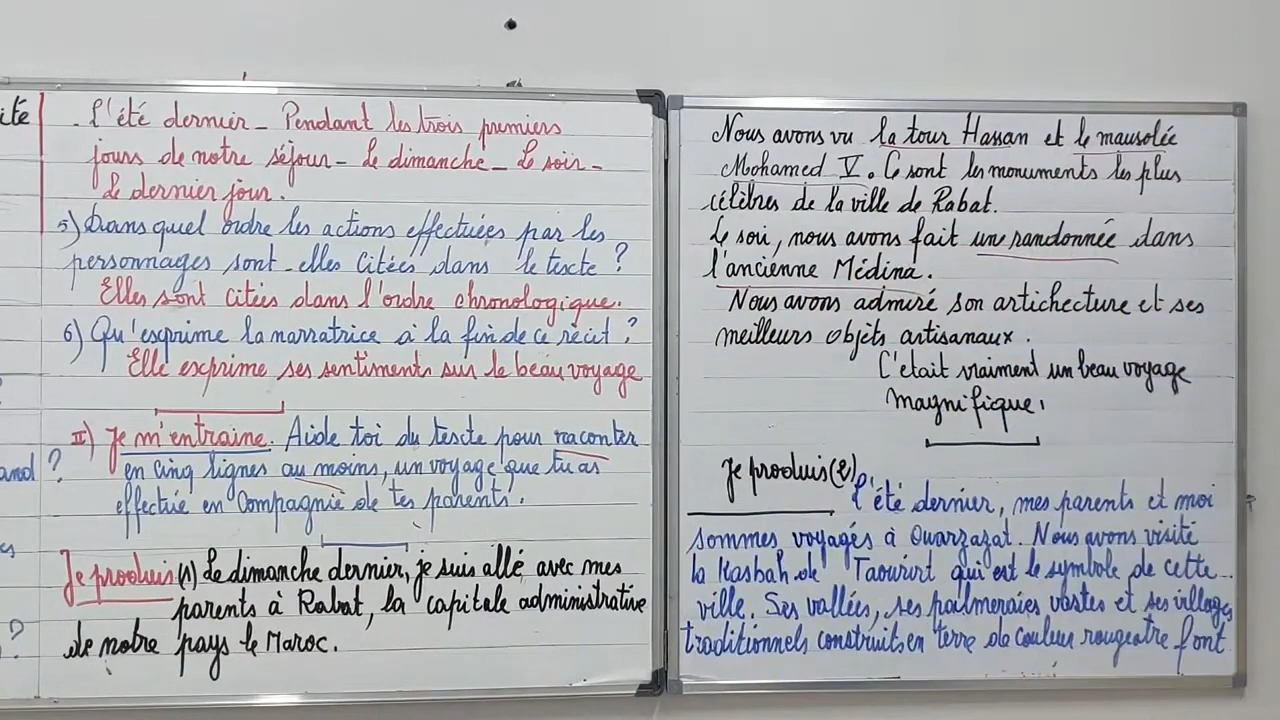 ité
. L'été dernier - Pendant les trois premiers
jours de notre séjour - Le dimanche - Le soir -
Le dernier jour.
5) Dans quel ordre les actions effectuées par les
personnages sont-elles citées dans le texte ?
Elles sont citées dans l'ordre chronologique.
6) Qu'exprime la narratrice à la fin de ce récit ?
Elle exprime ses sentiments sur le beau voyage
II) Je m'entraine. Aide toi du texte pour raconter
and ? en cinq lignes au moins, un voyage que tu as
effectué en compagnie de tes parents.
Je produis (1) Le dimanche dernier, je suis allé avec mes
parents à Rabat, la capitale administrative
? de notre pays le Maroc.
Nous avons vu la tour Hassan et le mausolée
Mohamed V. Ce sont les monuments les plus
célèbres de la ville de Rabat.
Le soir, nous avons fait une randonnée dans
l'ancienne Médina.
Nous avons admiré son artichecture et ses
meilleurs objets artisanaux.
C'était vraiment un beau voyage
magnifique.
Je produis (2) L'été dernier, mes parents et moi
sommes voyagés à Ouarzazat. Nous avons visité
la Kasbah de Taourirt qui est le symbole de cette
ville. Ses vallées, ses palmeraies vastes et ses villages
traditionnels construits en terre de couleur rougeatre font